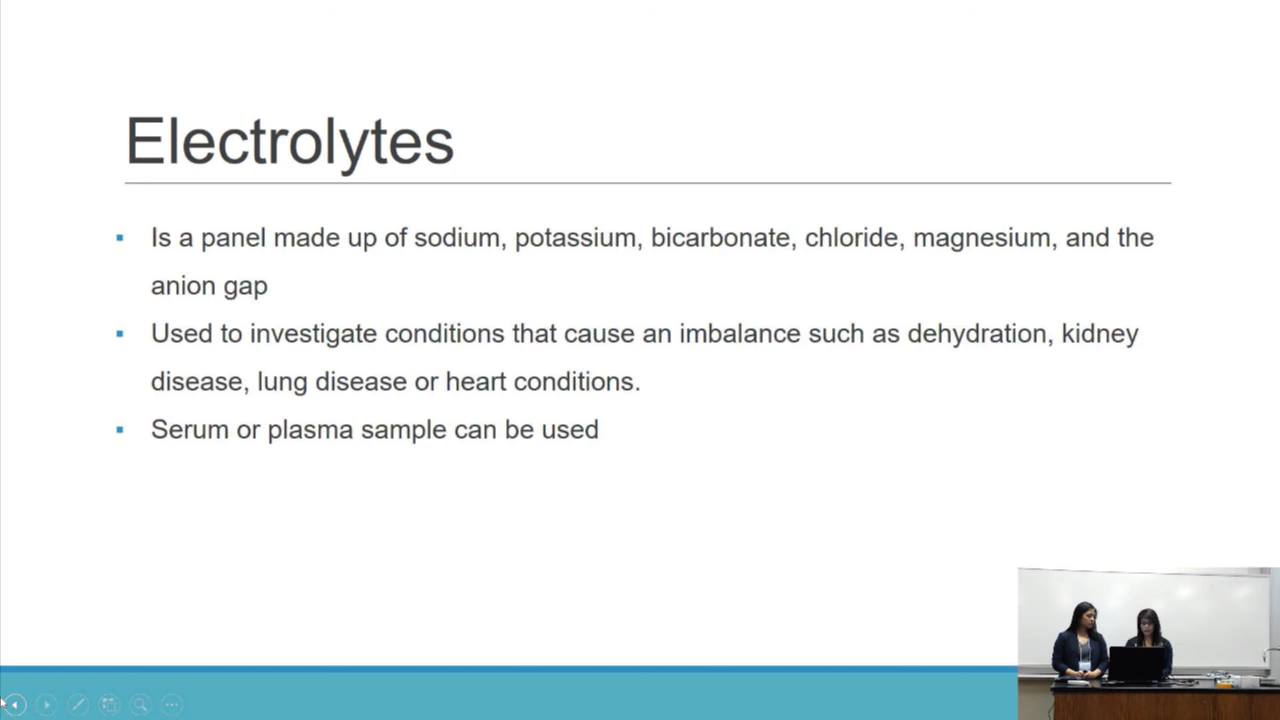 Electrolytes
Is a panel made up of sodium, potassium, bicarbonate, chloride, magnesium, and the
anion gap
Used to investigate conditions that cause an imbalance such as dehydration, kidney
disease, lung disease or heart conditions.
Serum or plasma sample can be used